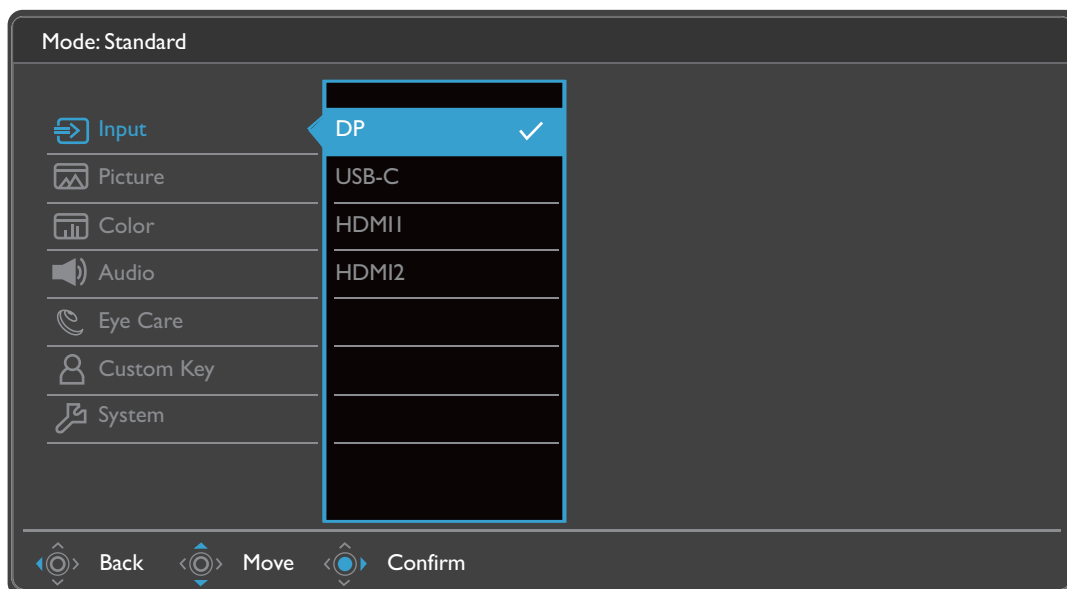 Mode: Standard
Input
DP
Picture
USB-C
Color
HDMI1
Audio
HDMI2
Eye Care
Custom Key
System
Back Move Confirm